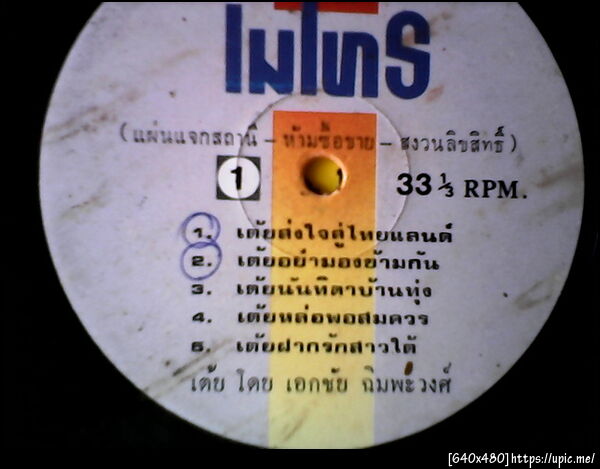 ไมโทร
(แผ่นแจกสถานี – ห้ามซื้อขาย – สงวนลิขสิทธิ์)
1
33 ⅓ RPM.
1. เต้ยส่งใจสู่ไทยแลนด์
2. เต้ยอย่ามองข้ามกัน
3. เต้ยนันทิดาบ้านทุ่ง
4. เต้ยหล่อพอสมควร
5. เต้ยฝากรักสาวใต้
เต้ย โดย เอกชัย ฉิมพะวงศ์
[640x480]https://upic.me/